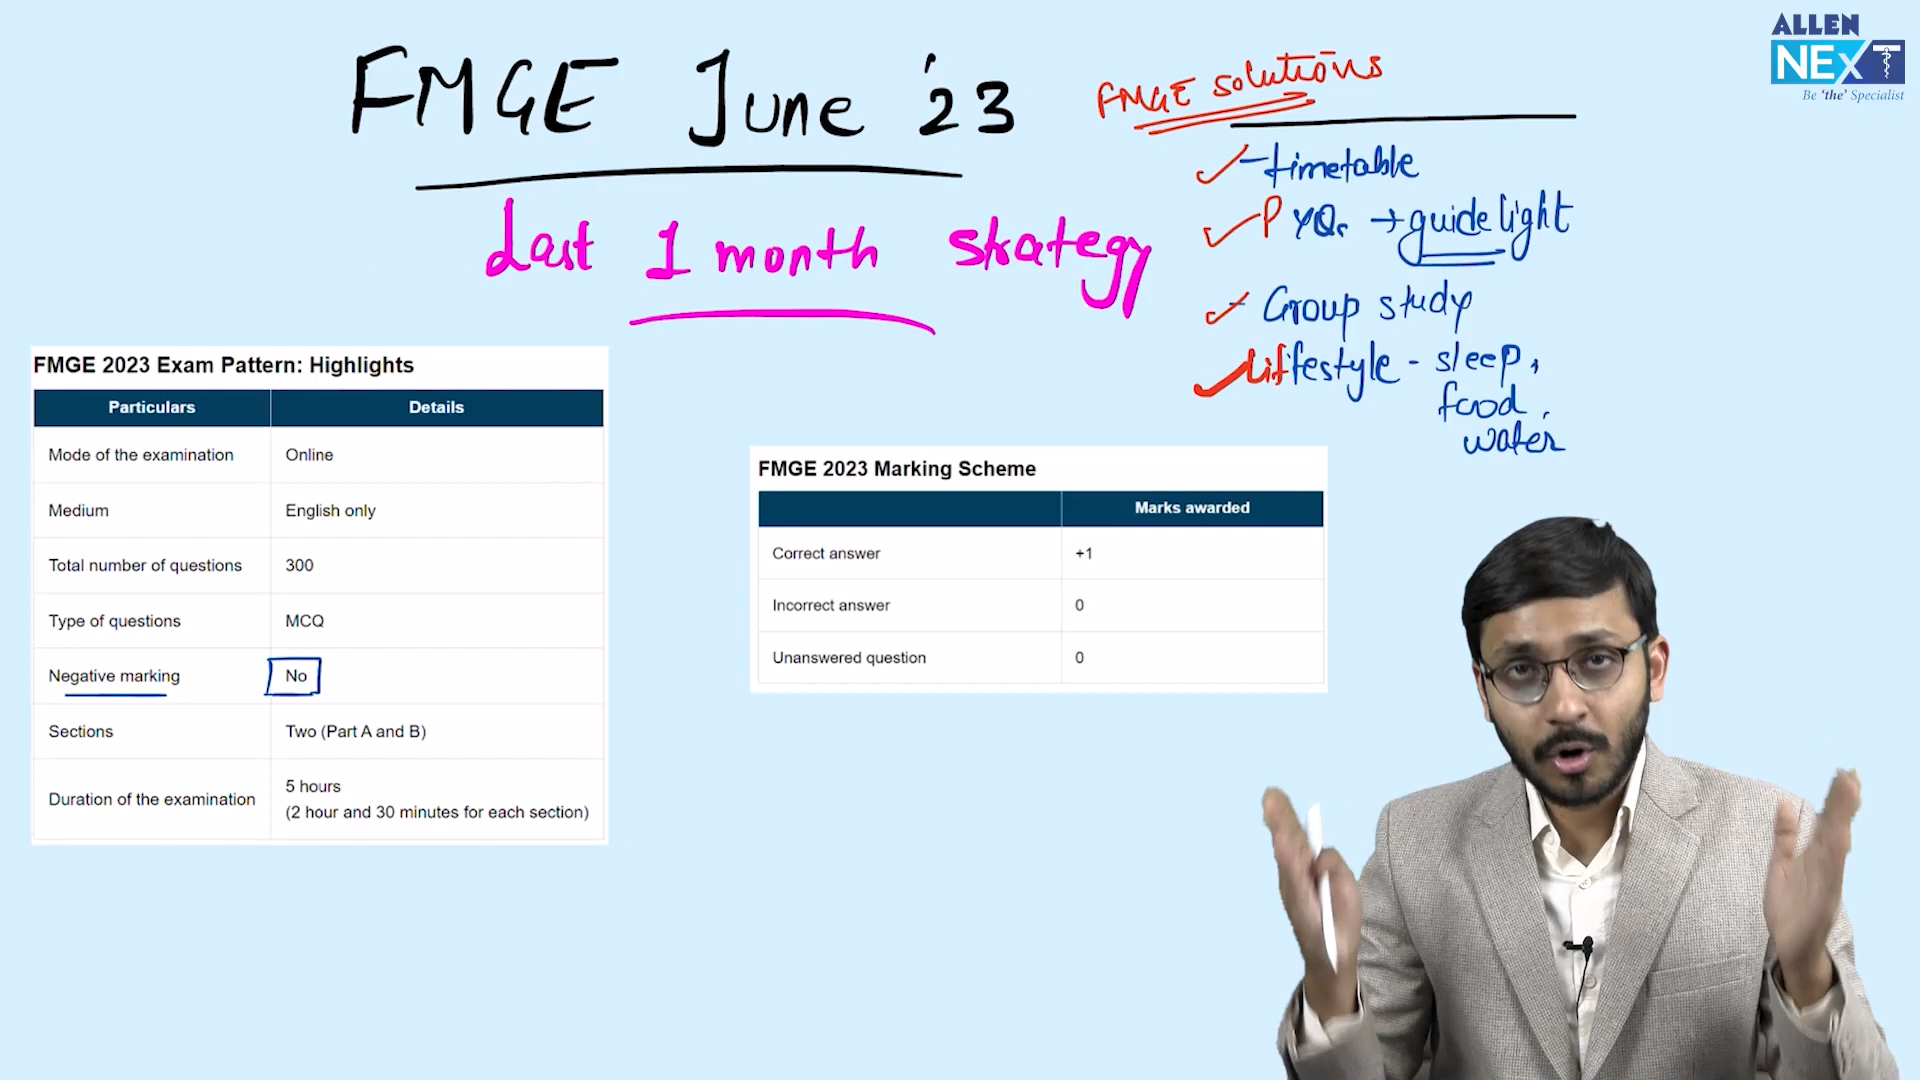 ALLEN
NEXT
Be 'the' Specialist
FMGE June '23
Last 1 month strategy
FMGE solutions
- timetable
PYQs → guide light
- Group study
Lifestyle - sleep,
food,
water
FMGE 2023 Exam Pattern: Highlights
Particulars Details
Mode of the examination Online
Medium English only
Total number of questions 300
Type of questions MCQ
Negative marking No
Sections Two (Part A and B)
Duration of the examination 5 hours
(2 hour and 30 minutes for each section)
FMGE 2023 Marking Scheme
Marks awarded
Correct answer +1
Incorrect answer 0
Unanswered question 0